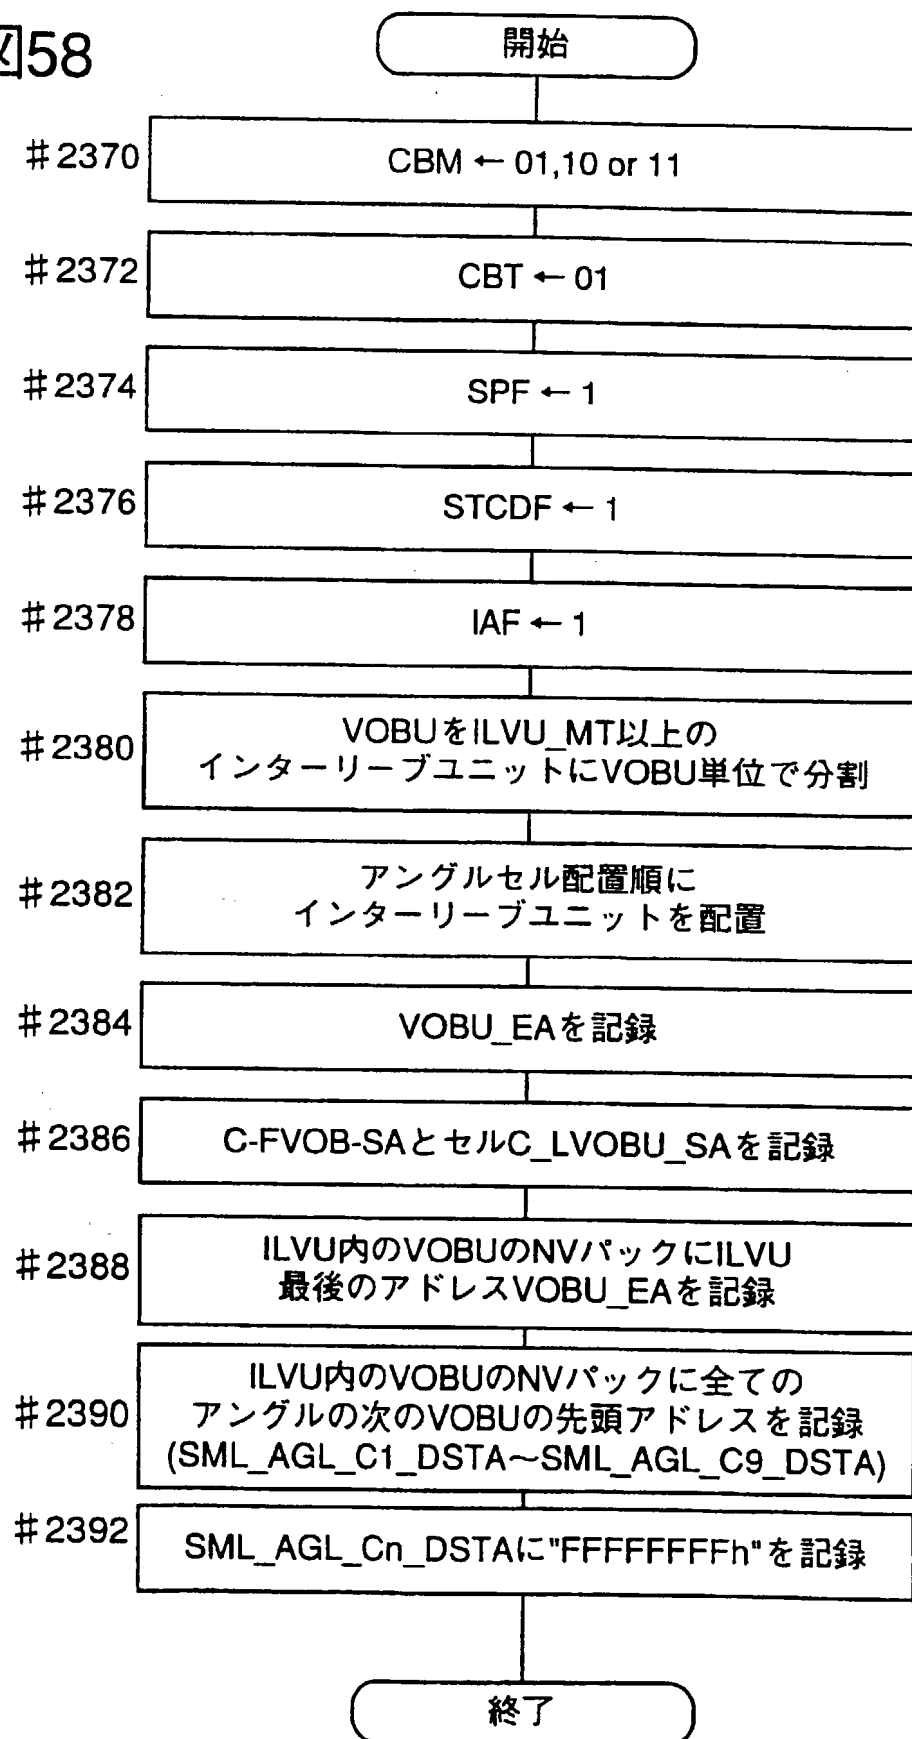 図58
開始
#2370
CBM ← 01,10 or 11
#2372
CBT ← 01
#2374
SPF ← 1
#2376
STCDF ← 1
#2378
IAF ← 1
#2380
VOBUをILVU_MT以上の
インターリーブユニットにVOBU単位で分割
#2382
アングルセル配置順に
インターリーブユニットを配置
#2384
VOBU_EAを記録
#2386
C-FVOB-SAとセルC_LVOBU_SAを記録
#2388
ILVU内のVOBUのNVパックにILVU
最後のアドレスVOBU_EAを記録
#2390
ILVU内のVOBUのNVパックに全ての
アングルの次のVOBUの先頭アドレスを記録
(SML_AGL_C1_DSTA～SML_AGL_C9_DSTA)
#2392
SML_AGL_Cn_DSTAに"FFFFFFFFh"を記録
終了